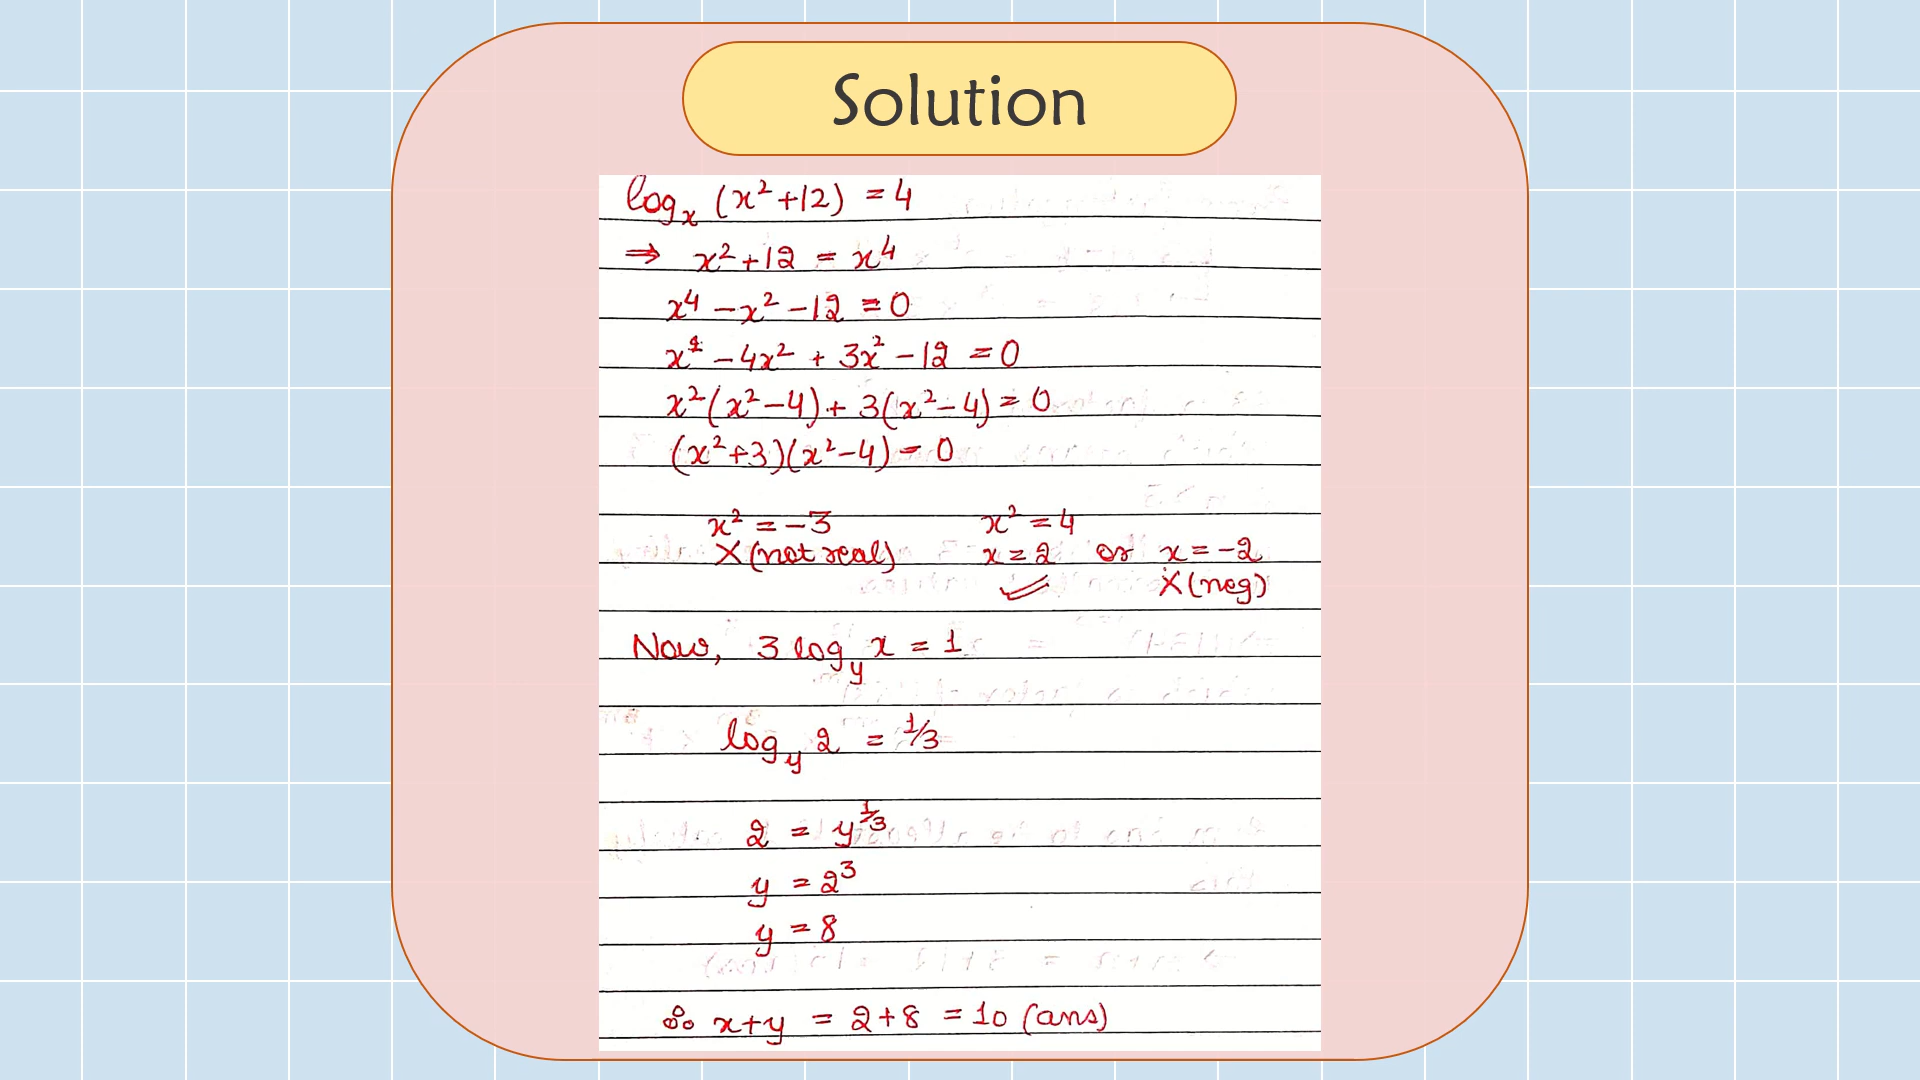 Solution
logₓ (x²+12) = 4
⇒ x²+12 = x⁴
x⁴ - x² - 12 = 0
x⁴ - 4x² + 3x² - 12 = 0
x²(x²-4) + 3(x²-4) = 0
(x²+3)(x²-4) = 0
x² = -3 x² = 4
X (not real) x = 2 or x = -2
✓ X (neg)
Now, 3 log_y x = 1
log_y 2 = 1/3
2 = y^1/3
y = 2³
y = 8
∴ x+y = 2+8 = 10 (ans)